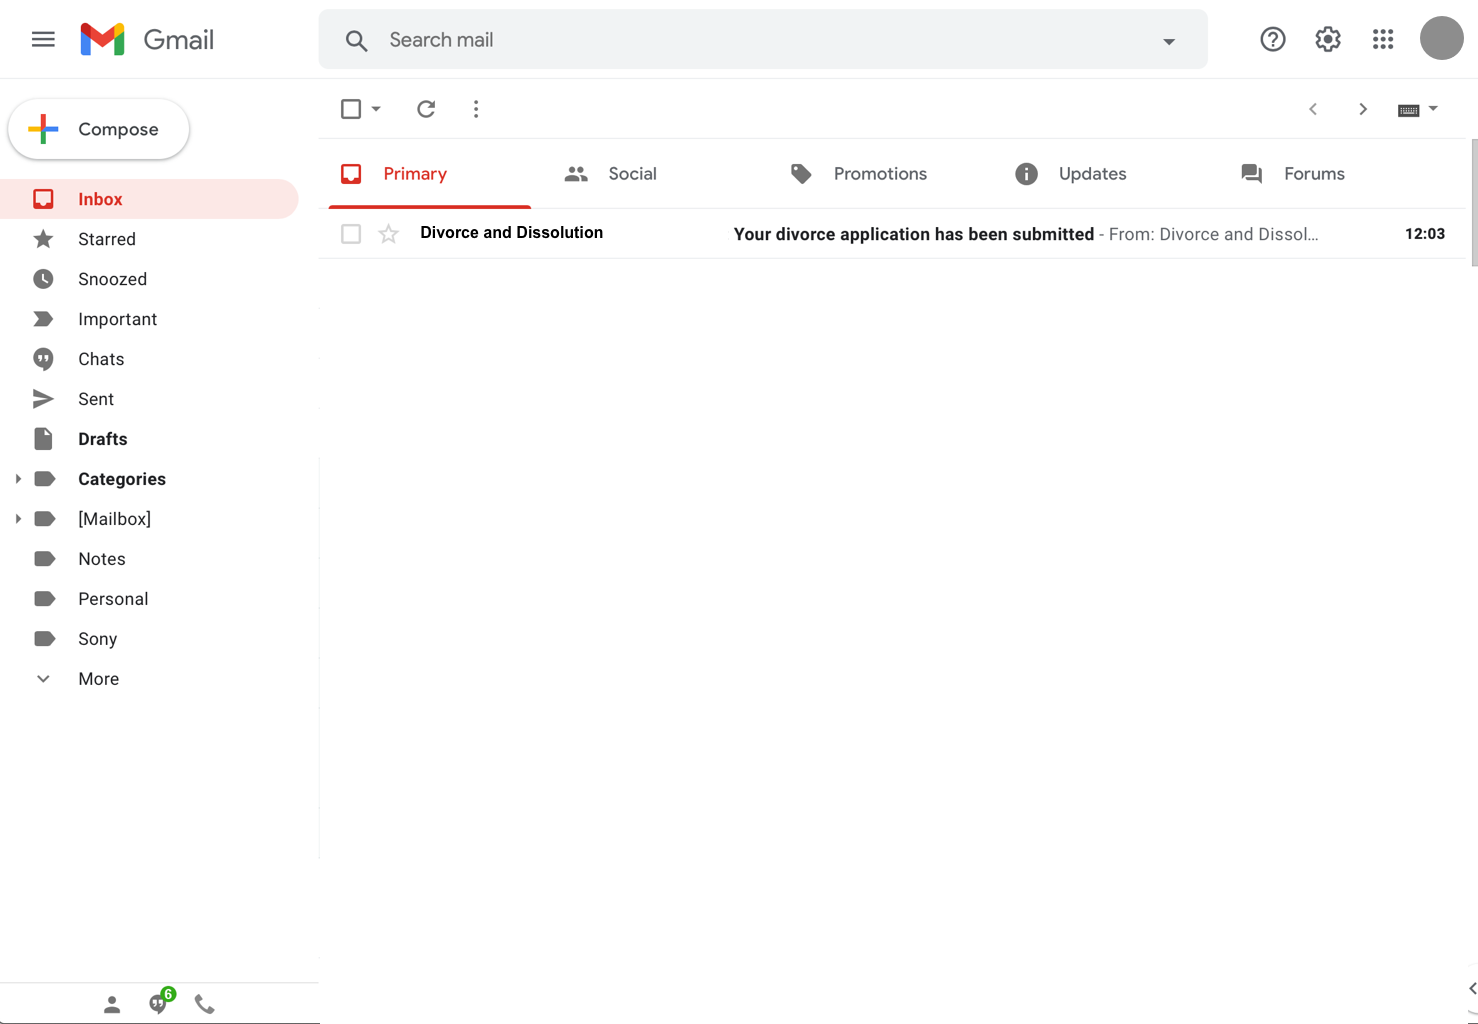 Gmail
Search mail
Compose
Primary
Social
Promotions
Updates
Forums
Inbox
Divorce and Dissolution Your divorce application has been submitted - From: Divorce and Dissol... 12:03
Starred
Snoozed
Important
Chats
Sent
Drafts
Categories
[Mailbox]
Notes
Personal
Sony
More
6